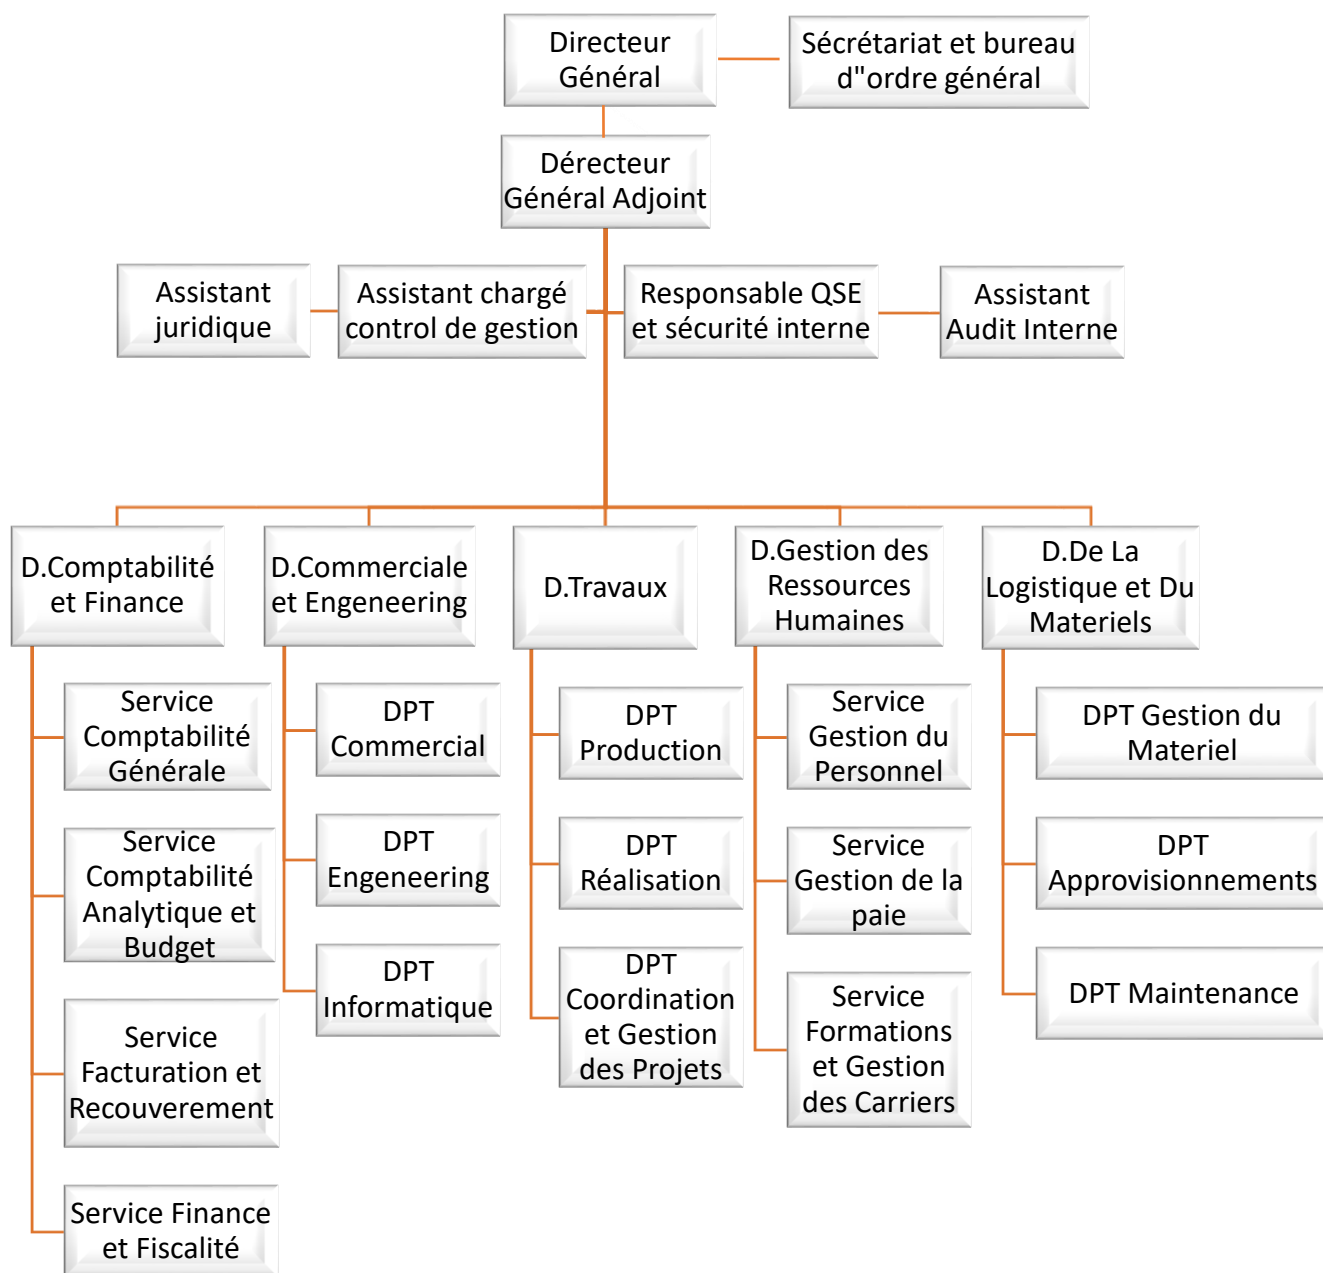 Directeur
Général
Sécrétariat et bureau
d"ordre général
Dérecteur
Général Adjoint
Assistant
juridique
Assistant chargé
control de gestion
Responsable QSE
et sécurité interne
Assistant
Audit Interne
D.Comptabilité
et Finance
D.Commerciale
et Engeneering
D.Travaux
D.Gestion des
Ressources
Humaines
D.De La
Logistique et Du
Materiels
Service
Comptabilité
Générale
Service
Comptabilité
Analytique et
Budget
Service
Facturation et
Recouverement
Service Finance
et Fiscalité
DPT
Commercial
DPT
Engeneering
DPT
Informatique
DPT
Production
DPT
Réalisation
DPT
Coordination
et Gestion
des Projets
Service
Gestion du
Personnel
Service
Gestion de la
paie
Service
Formations
et Gestion
des Carriers
DPT Gestion du
Materiel
DPT
Approvisionnements
DPT Maintenance